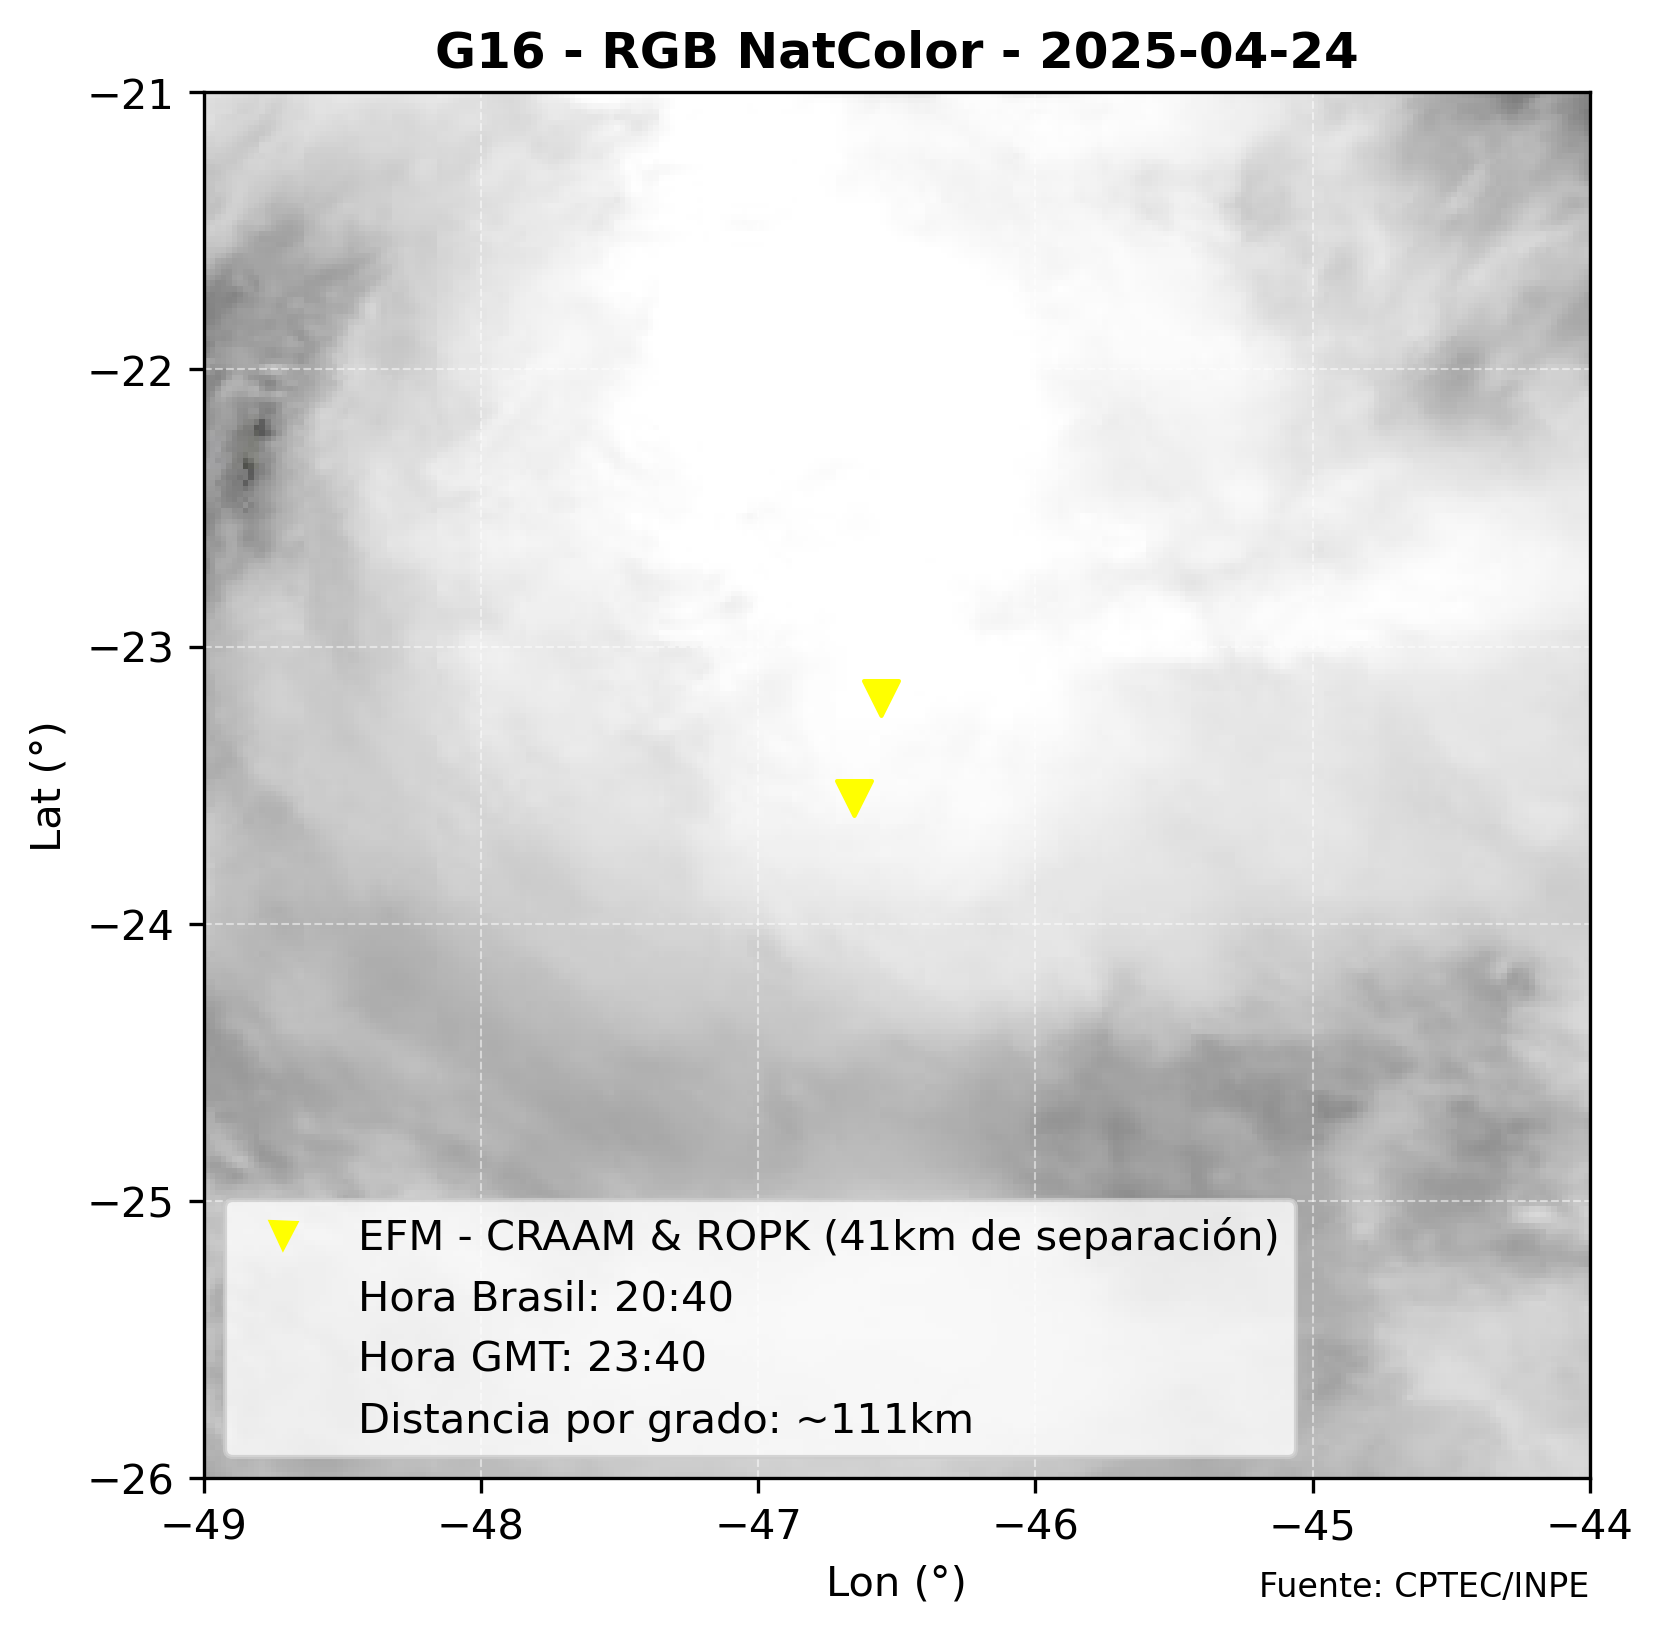 G16 - RGB NatColor - 2025-04-24
−21
−22
−23
−24
−25
−26
Lat (°)
EFM - CRAAM & ROPK (41km de separación)
Hora Brasil: 20:40
Hora GMT: 23:40
Distancia por grado: ~111km
−49 −48 −47 −46 −45 −44
Lon (°)
Fuente: CPTEC/INPE